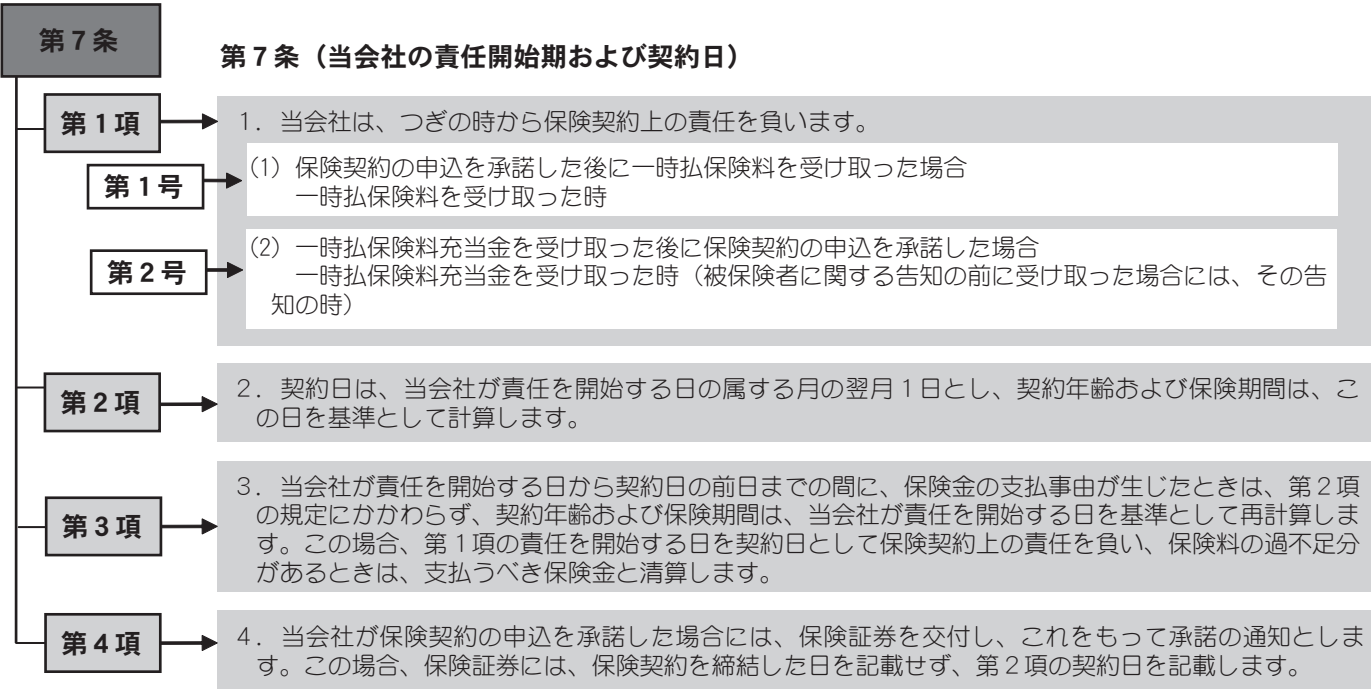 第7条
第7条（当会社の責任開始期および契約日）
第1項
1．当会社は、つぎの時から保険契約上の責任を負います。
第1号
(1) 保険契約の申込を承諾した後に一時払保険料を受け取った場合
一時払保険料を受け取った時
第2号
(2) 一時払保険料充当金を受け取った後に保険契約の申込を承諾した場合
一時払保険料充当金を受け取った時（被保険者に関する告知の前に受け取った場合には、その告
知の時）
第2項
2．契約日は、当会社が責任を開始する日の属する月の翌月1日とし、契約年齢および保険期間は、こ
の日を基準として計算します。
第3項
3．当会社が責任を開始する日から契約日の前日までの間に、保険金の支払事由が生じたときは、第2項
の規定にかかわらず、契約年齢および保険期間は、当会社が責任を開始する日を基準として再計算しま
す。この場合、第1項の責任を開始する日を契約日として保険契約上の責任を負い、保険料の過不足分
があるときは、支払うべき保険金と清算します。
第4項
4．当会社が保険契約の申込を承諾した場合には、保険証券を交付し、これをもって承諾の通知としま
す。この場合、保険証券には、保険契約を締結した日を記載せず、第2項の契約日を記載します。